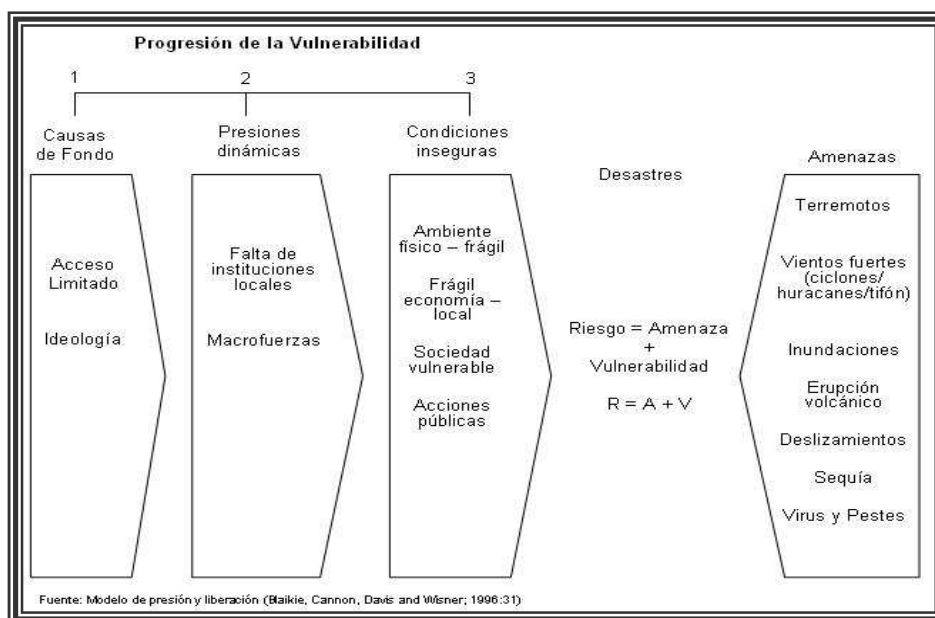 Progresión de la Vulnerabilidad
1
2
3
Causas
de Fondo
Presiones
dinámicas
Condiciones
inseguras
Desastres
Amenazas
Acceso
Limitado
Ideología
Falta de
instituciones
locales
Macrofuerzas
Ambiente
físico – frágil
Frágil
economía –
local
Sociedad
vulnerable
Acciones
públicas
Riesgo = Amenaza
+
Vulnerabilidad
R = A + V
Terremotos
Vientos fuertes
(ciclones/
huracanes/tifón)
Inundaciones
Erupción
volcánico
Deslizamientos
Sequía
Virus y Pestes
Fuente: Modelo de presión y liberación (Blaikie, Cannon, Davis and Wisner; 1996:31)